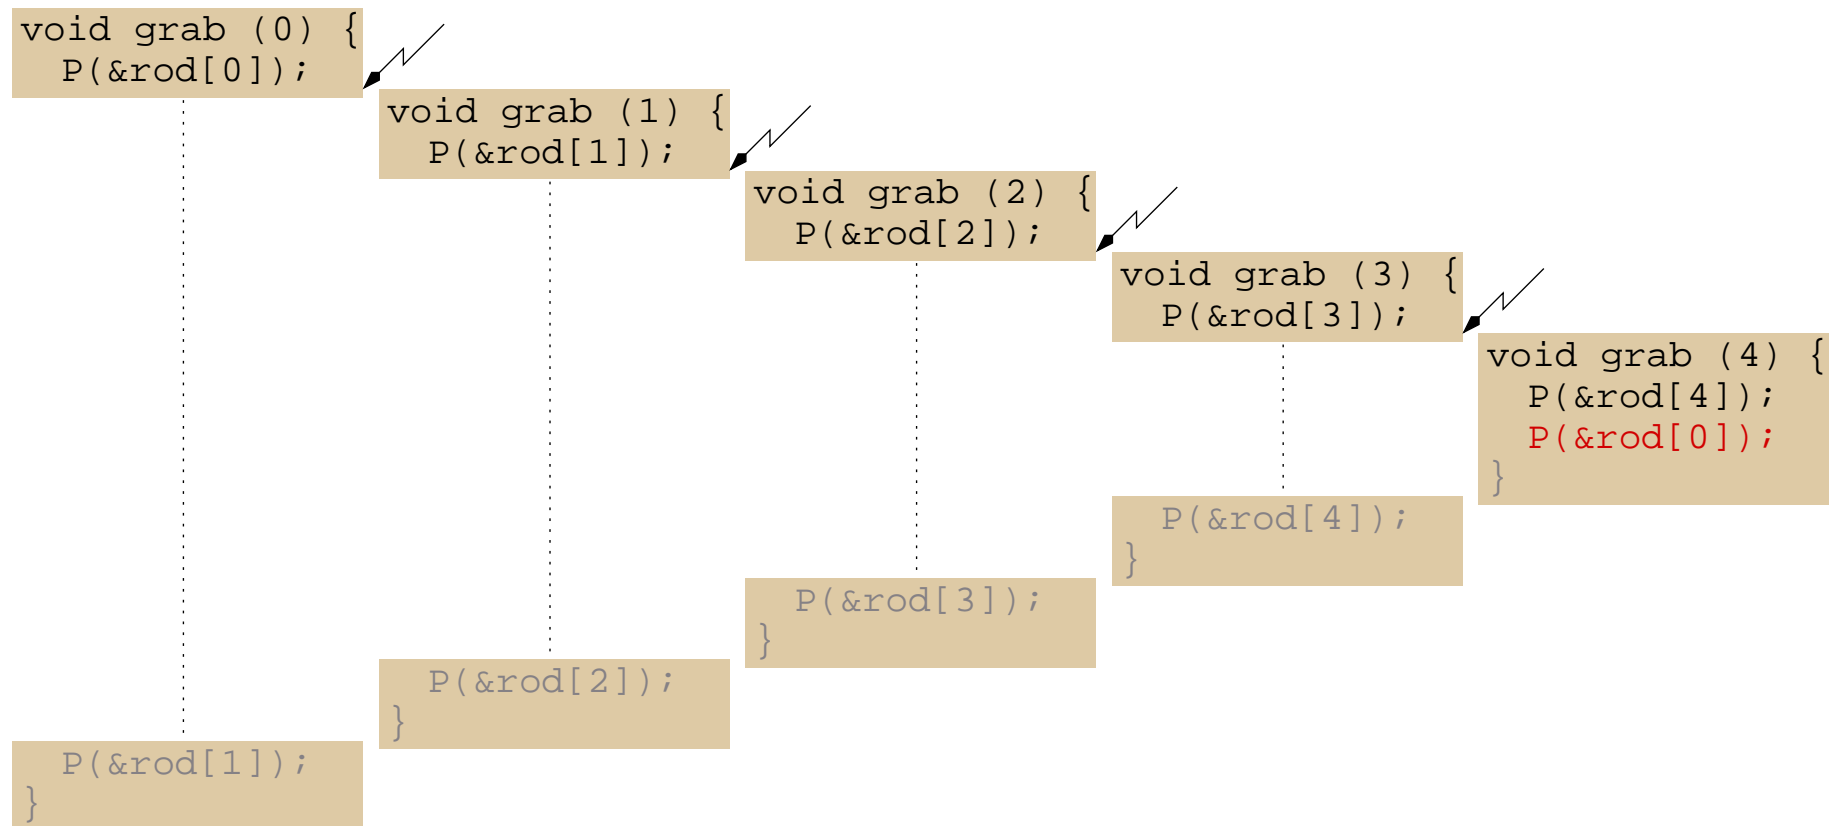 void grab (0) {
P(&rod[0]);
void grab (1) {
P(&rod[1]);
void grab (2) {
P(&rod[2]);
void grab (3) {
P(&rod[3]);
void grab (4) {
P(&rod[4]);
P(&rod[0]);
}
P(&rod[4]);
}
P(&rod[3]);
}
P(&rod[2]);
}
P(&rod[1]);
}